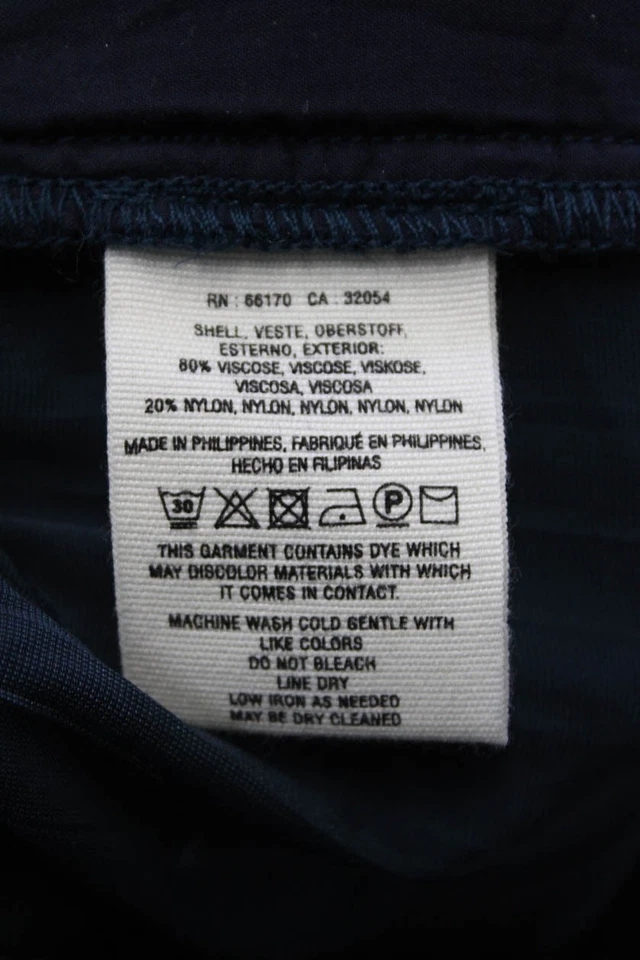 RN : 66170 CA : 32054
SHELL, VESTE, OBERSTOFF,
ESTERNO, EXTERIOR:
80% VISCOSE, VISCOSE, VISKOSE,
VISCOSA, VISCOSA
20% NYLON, NYLON, NYLON, NYLON, NYLON
MADE IN PHILIPPINES, FABRIQUÉ EN PHILIPPINES,
HECHO EN FILIPINAS
30 P
THIS GARMENT CONTAINS DYE WHICH
MAY DISCOLOR MATERIALS WITH WHICH
IT COMES IN CONTACT.
MACHINE WASH COLD GENTLE WITH
LIKE COLORS
DO NOT BLEACH
LINE DRY
LOW IRON AS NEEDED
MAY BE DRY CLEANED